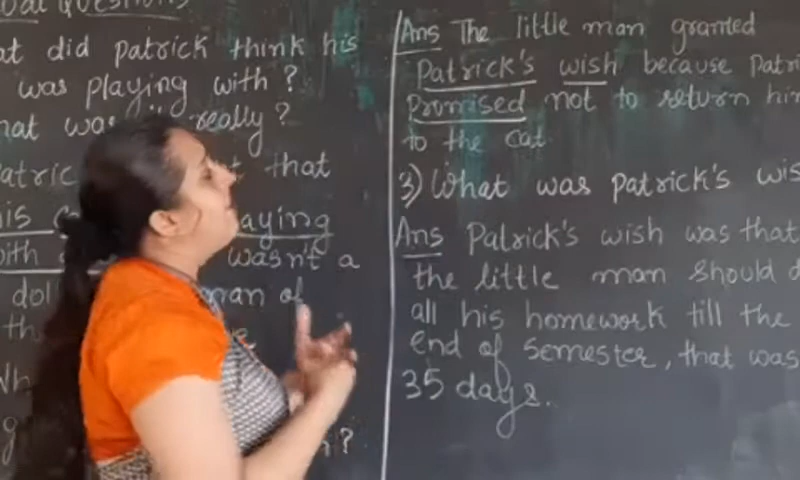 QUESTIONS
at did patrick think his
was playing with?
hat was really?
that
his aying
with wasn't a
dol man of
th
Wh
?
Ans The little man granted
Patrick's wish because Patri
Promised not to return him
to the cat.
3) What was patrick's wis
Ans Patrick's wish was that
the little man should d
all his homework till the
end of semester, that was
35 days.